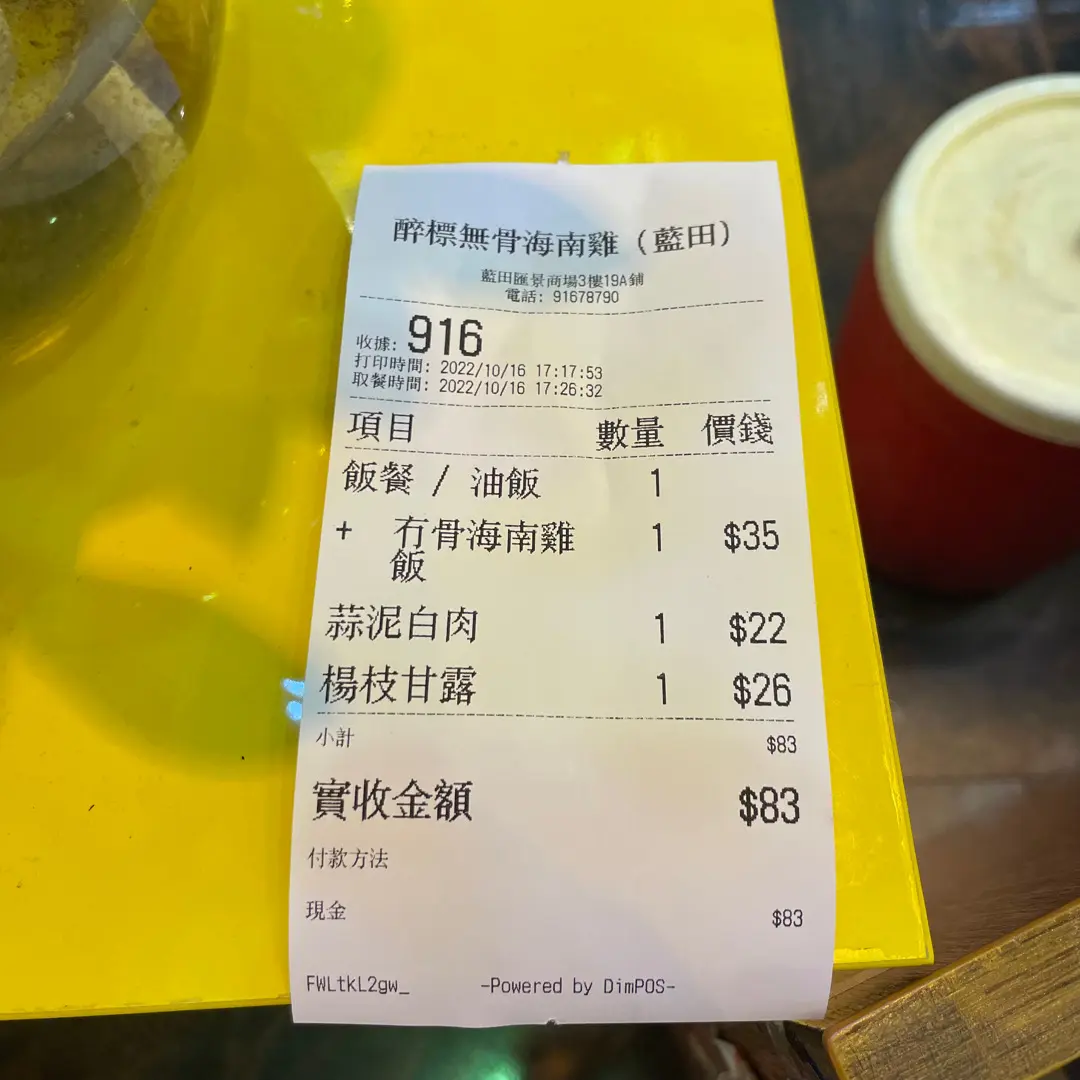 醉標無骨海南雞（藍田）
藍田匯景商場3樓19A鋪
電話: 91678790
收據: 916
打印時間: 2022/10/16 17:17:53
取餐時間: 2022/10/16 17:26:32
項目 數量 價錢
飯餐 / 油飯 1
+ 冇骨海南雞 1 $35
飯
蒜泥白肉 1 $22
楊枝甘露 1 $26
小計 $83
實收金額 $83
付款方法
現金 $83
FWLtkL2gw_ -Powered by DimPOS-